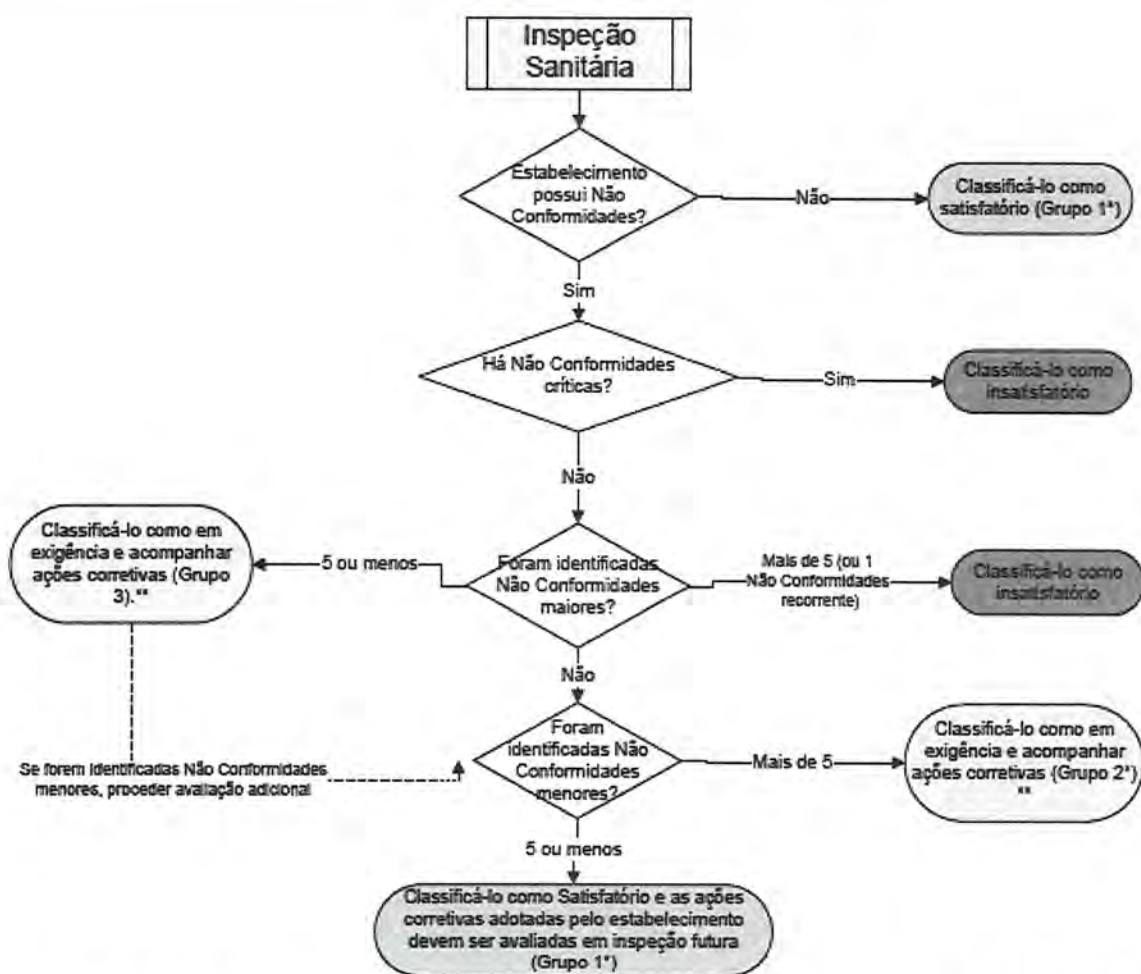 Inspeção
Sanitária
Estabelecimento
possui Não
Conformidades?
Não
Classificá-lo como
satisfatório (Grupo 1*)
Sim
Há Não Conformidades
críticas?
Sim
Classificá-lo como
insatisfatório
Não
Classificá-lo como em
exigência e acompanhar
ações corretivas (Grupo
3).**
5 ou menos
Foram identificadas
Não Conformidades
maiores?
Mais de 5 (ou 1
Não Conformidades
recorrente)
Classificá-lo como
insatisfatório
Não
Se forem identificadas Não Conformidades
menores, proceder avaliação adicional
Foram
identificadas Não
Conformidades
menores?
Mais de 5
Classificá-lo como em
exigência e acompanhar
ações corretivas (Grupo 2*)
**
5 ou menos
Classificá-lo como Satisfatório e as ações
corretivas adotadas pelo estabelecimento
devem ser avaliadas em inspeção futura
(Grupo 1*)